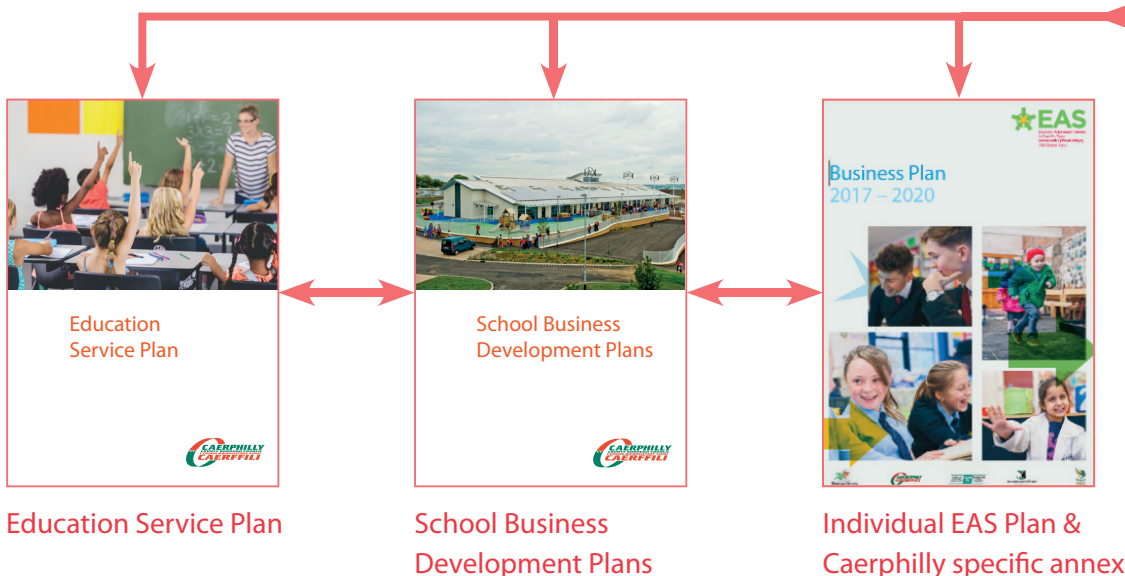 EAS
Business Plan
2017 – 2020
Education
Service Plan
School Business
Development Plans
CAERPHILLY
CAERFFILI
CAERPHILLY
CAERFFILI
Education Service Plan
School Business
Development Plans
Individual EAS Plan &
Caerphilly specific annex